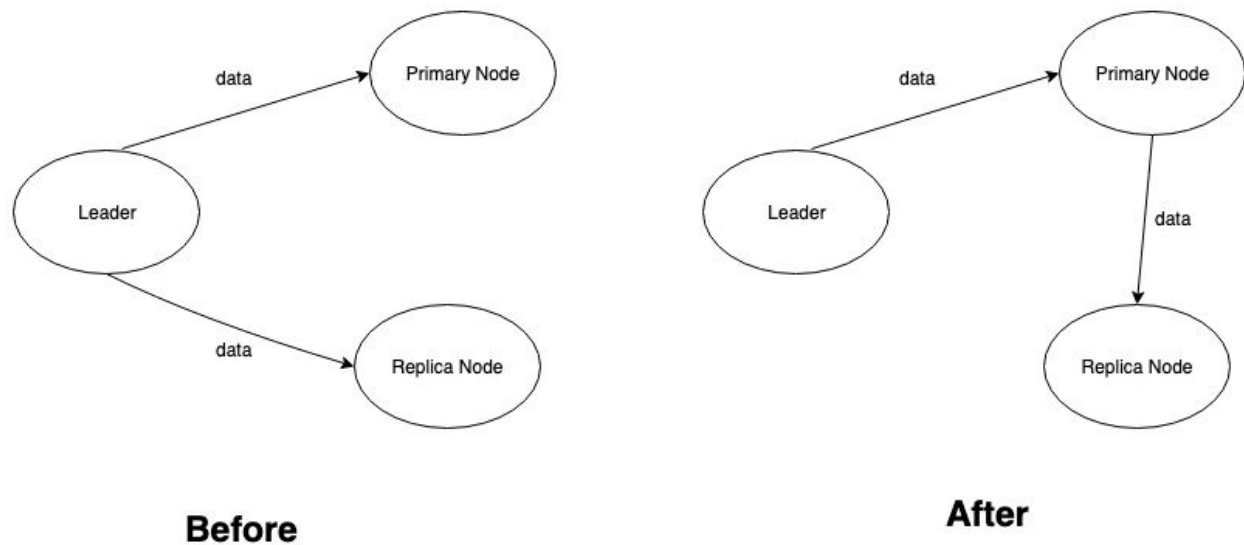 Primary Node
data
Leader
data
Replica Node
Before
Primary Node
data
Leader
data
Replica Node
After